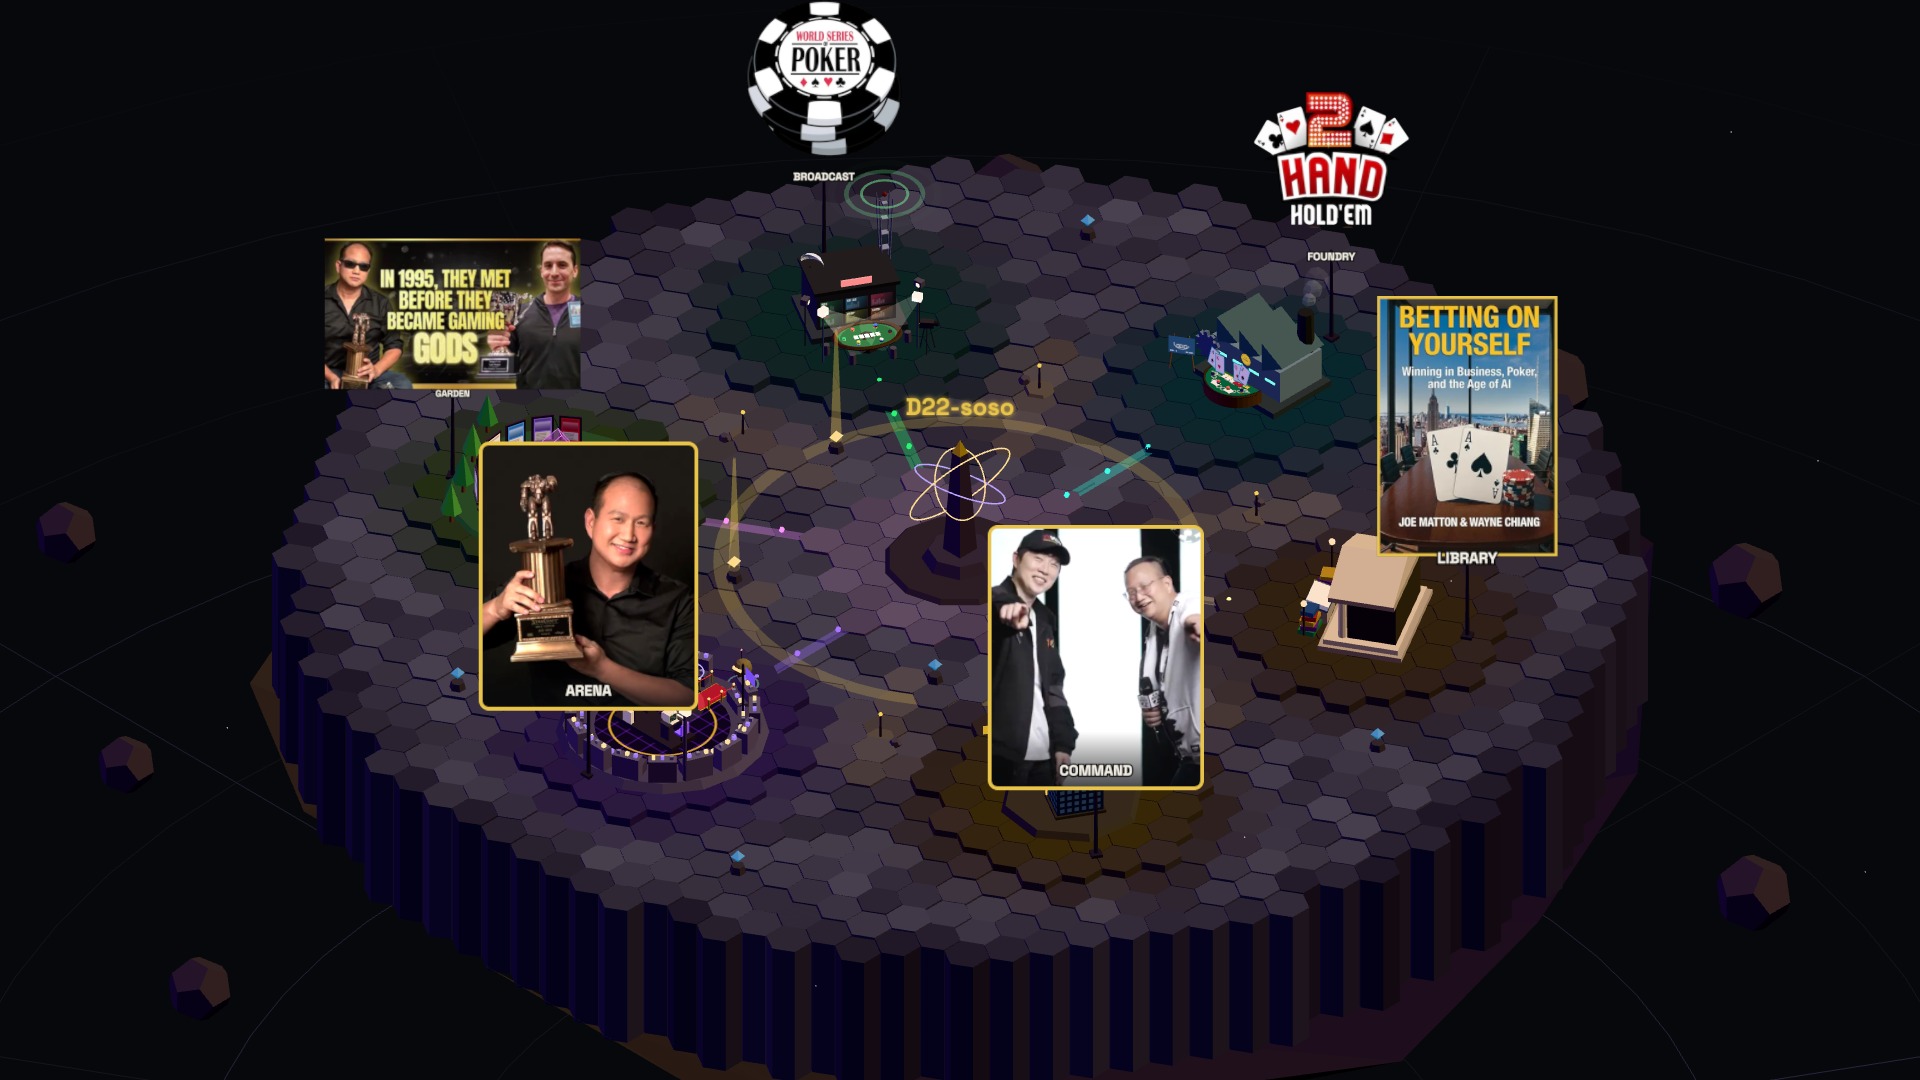 WORLD SERIES
OF
POKER
BROADCAST
2
HAND
HOLD'EM
FOUNDRY
IN 1995, THEY MET
BEFORE THEY
BECAME GAMING
GODS
GARDEN
BETTING ON
YOURSELF
Winning in Business, Poker,
and the Age of AI
A
A
JOE MATTON & WAYNE CHIANG
LIBRARY
D22-soso
ARENA
COMMAND